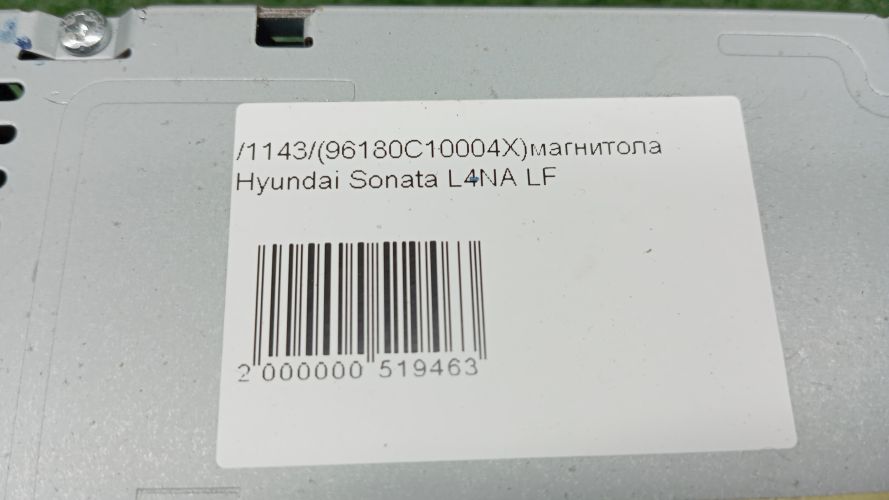 /1143/(96180C10004X)магнитола
Hyundai Sonata L4NA LF
2 000000 519463